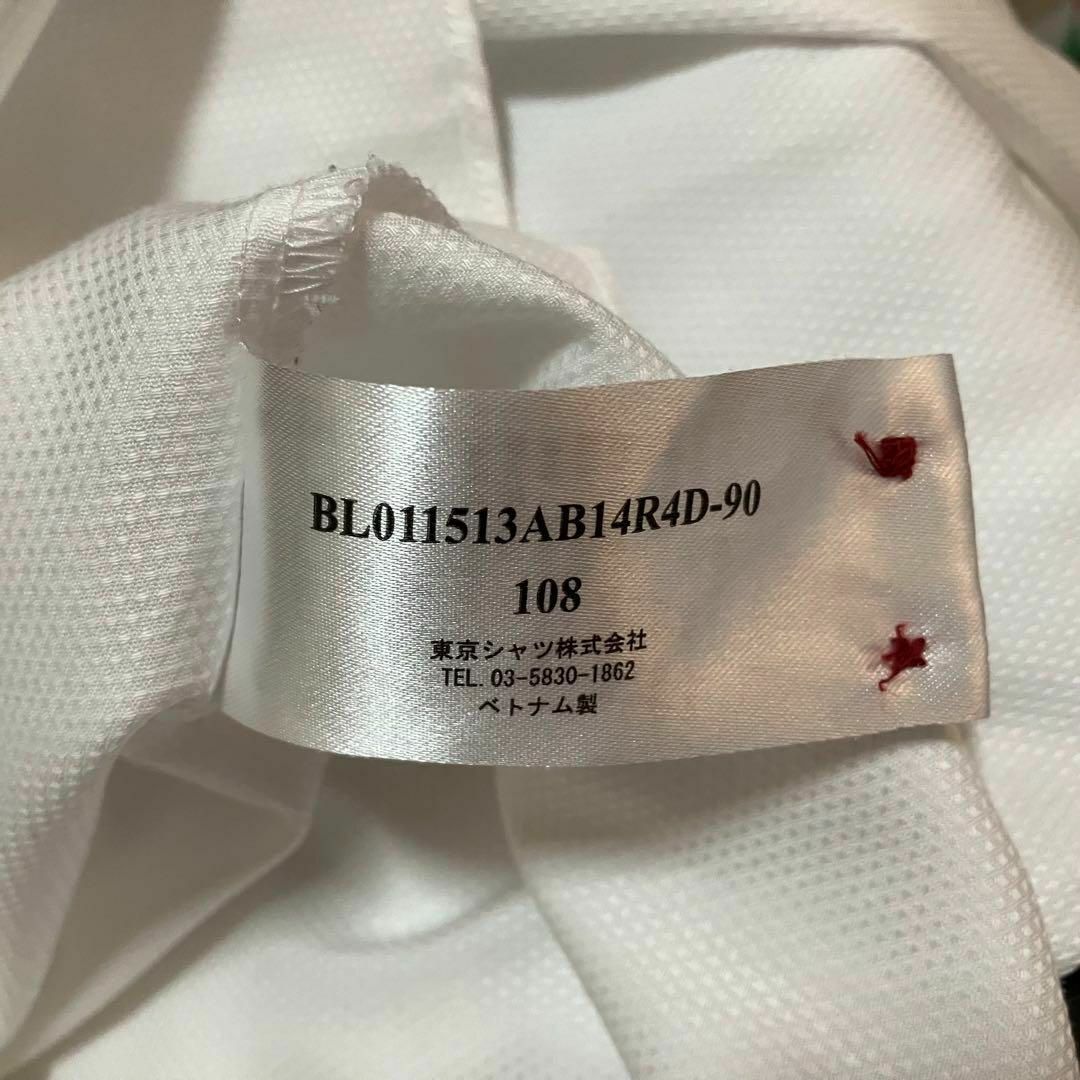 BL011513AB14R4D-90
108
東京シャツ株式会社
TEL. 03-5830-1862
ベトナム製